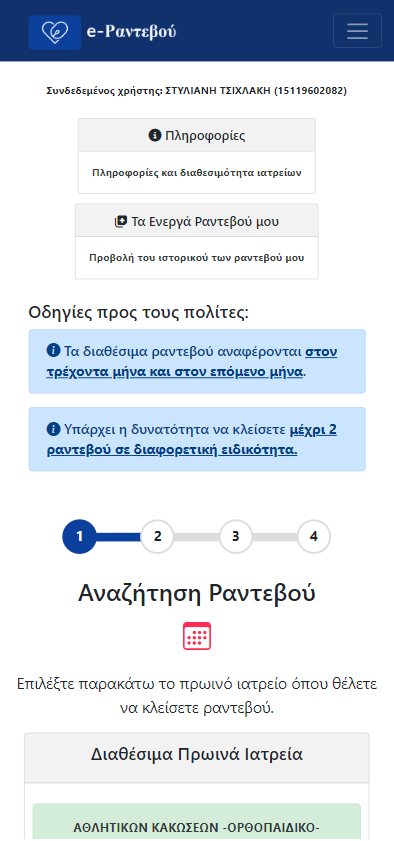 e-Ραντεβού
Συνδεδεμένος χρήστης: ΣΤΥΛΙΑΝΗ ΤΣΙΧΛΑΚΗ (15119602082)
Πληροφορίες
Πληροφορίες και διαθεσιμότητα ιατρείων
Τα Ενεργά Ραντεβού μου
Προβολή του ιστορικού των ραντεβού μου
Οδηγίες προς τους πολίτες:
Τα διαθέσιμα ραντεβού αναφέρονται στον
τρέχοντα μήνα και στον επόμενο μήνα.
Υπάρχει η δυνατότητα να κλείσετε μέχρι 2
ραντεβού σε διαφορετική ειδικότητα.
1 2 3 4
Αναζήτηση Ραντεβού
Επιλέξτε παρακάτω το πρωινό ιατρείο όπου θέλετε
να κλείσετε ραντεβού.
Διαθέσιμα Πρωινά Ιατρεία
ΑΘΛΗΤΙΚΩΝ ΚΑΚΩΣΕΩΝ -ΟΡΘΟΠΑΙΔΙΚΟ-